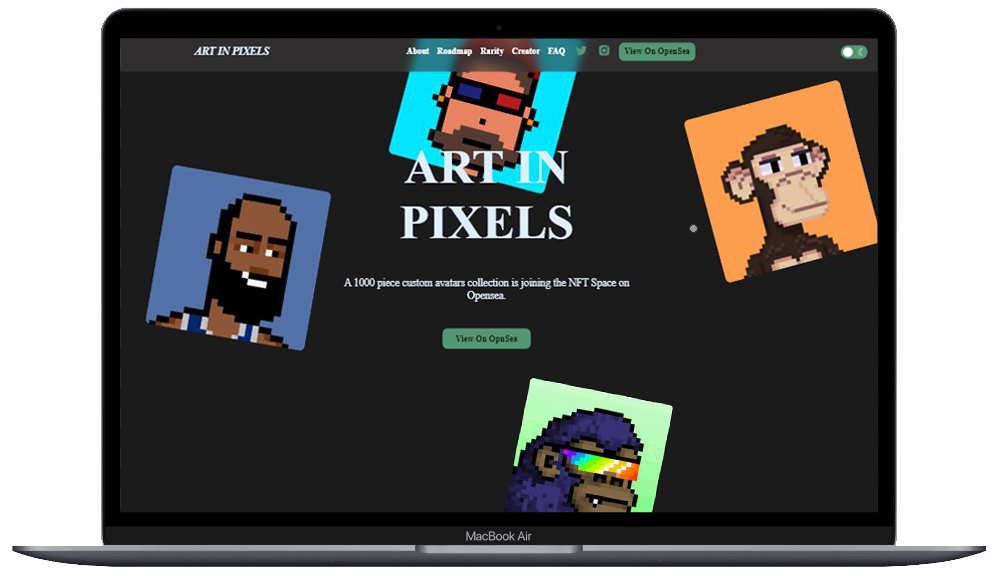 ART IN PIXELS
About Roadmap Rarity Creator FAQ View On OpenSea
ART IN
PIXELS
A 1000 piece custom avatars collection is joining the NFT Space on
Opensea.
View On OpnSea
MacBook Air